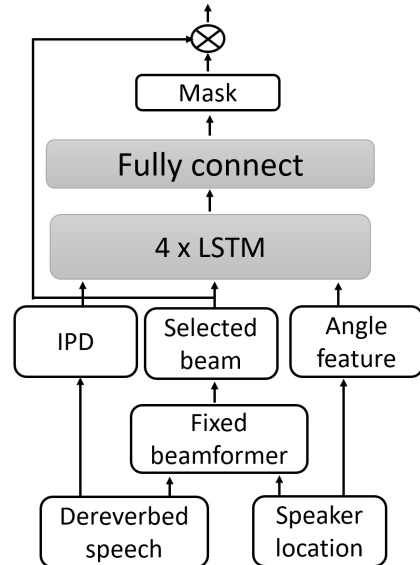 Mask
Fully connect
4 x LSTM
IPD
Selected
beam
Angle
feature
Fixed
beamformer
Dereverbed
speech
Speaker
location